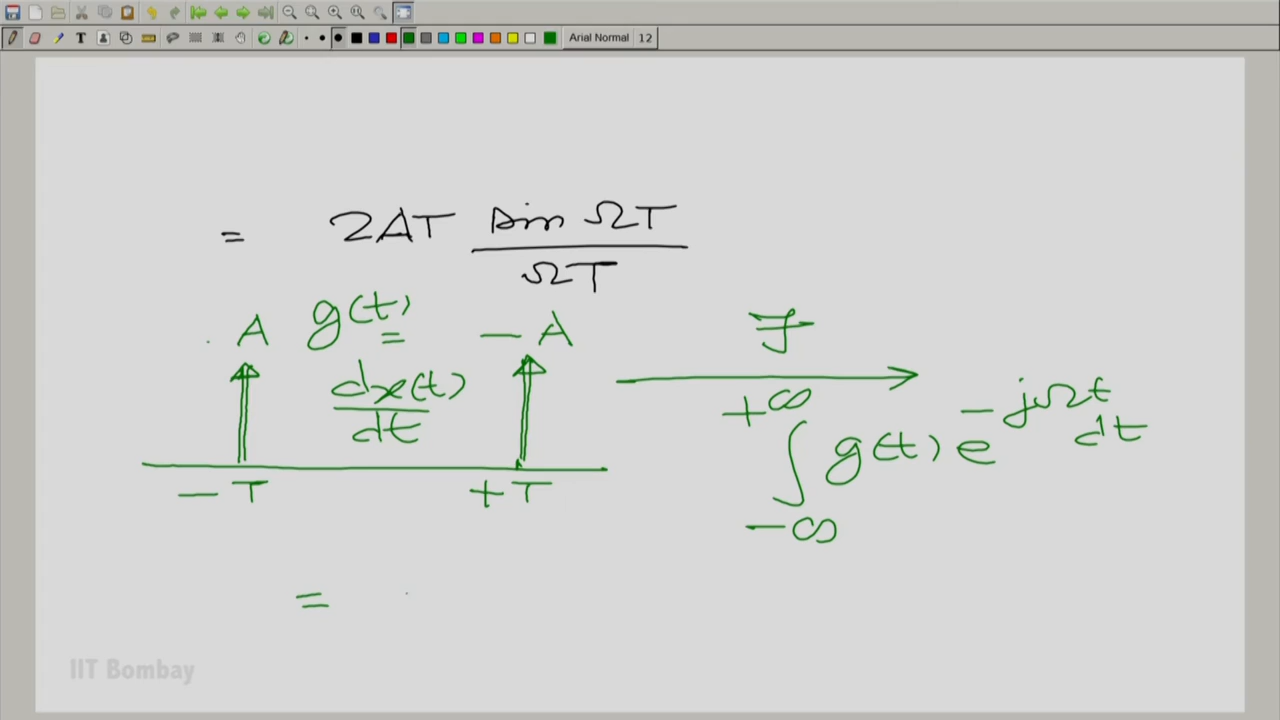 Arial Normal 12
= 2AT sin ΩT
ΩT
A g(t) = - A
dx(t)
dt
- T + T
F
+∞
∫ g(t) e - jΩt dt
-∞
=
IIT Bombay